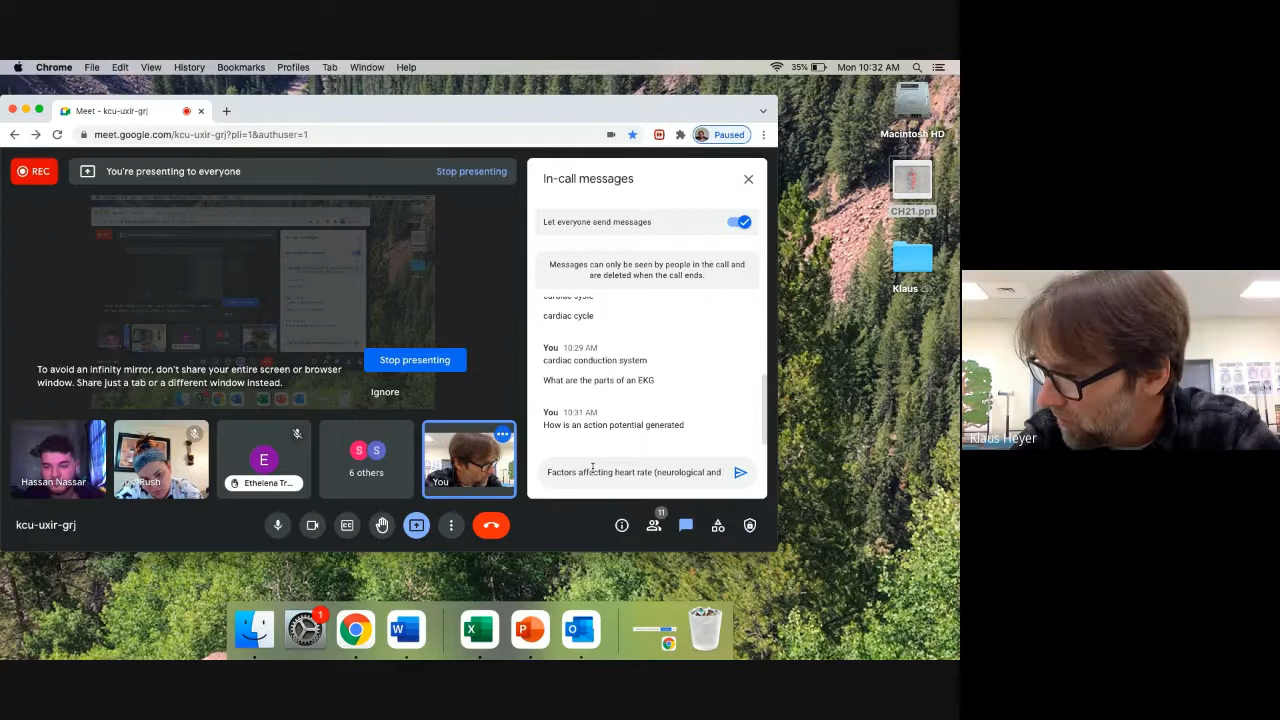 Chrome File Edit View History Bookmarks Profiles Tab Window Help
35% Mon 10:32 AM
Meet - kcu-uxir-grj
meet.google.com/kcu-uxir-grj?pli=1&authuser=1
Paused
REC
You're presenting to everyone
Stop presenting
To avoid an infinity mirror, don't share your entire screen or browser
window. Share just a tab or a different window instead.
Stop presenting
Ignore
Hassan Nassar
Rush
E
Ethelena Tr...
S S
6 others
You
kcu-uxir-grj
11
In-call messages
Let everyone send messages
Messages can only be seen by people in the call and
are deleted when the call ends.
cardiac cycle
You 10:29 AM
cardiac conduction system
What are the parts of an EKG
You 10:31 AM
How is an action potential generated
Factors affecting heart rate (neurological and
Macintosh HD
CH21.ppt
Klaus
1
W
X
P
O
Klaus Heyer